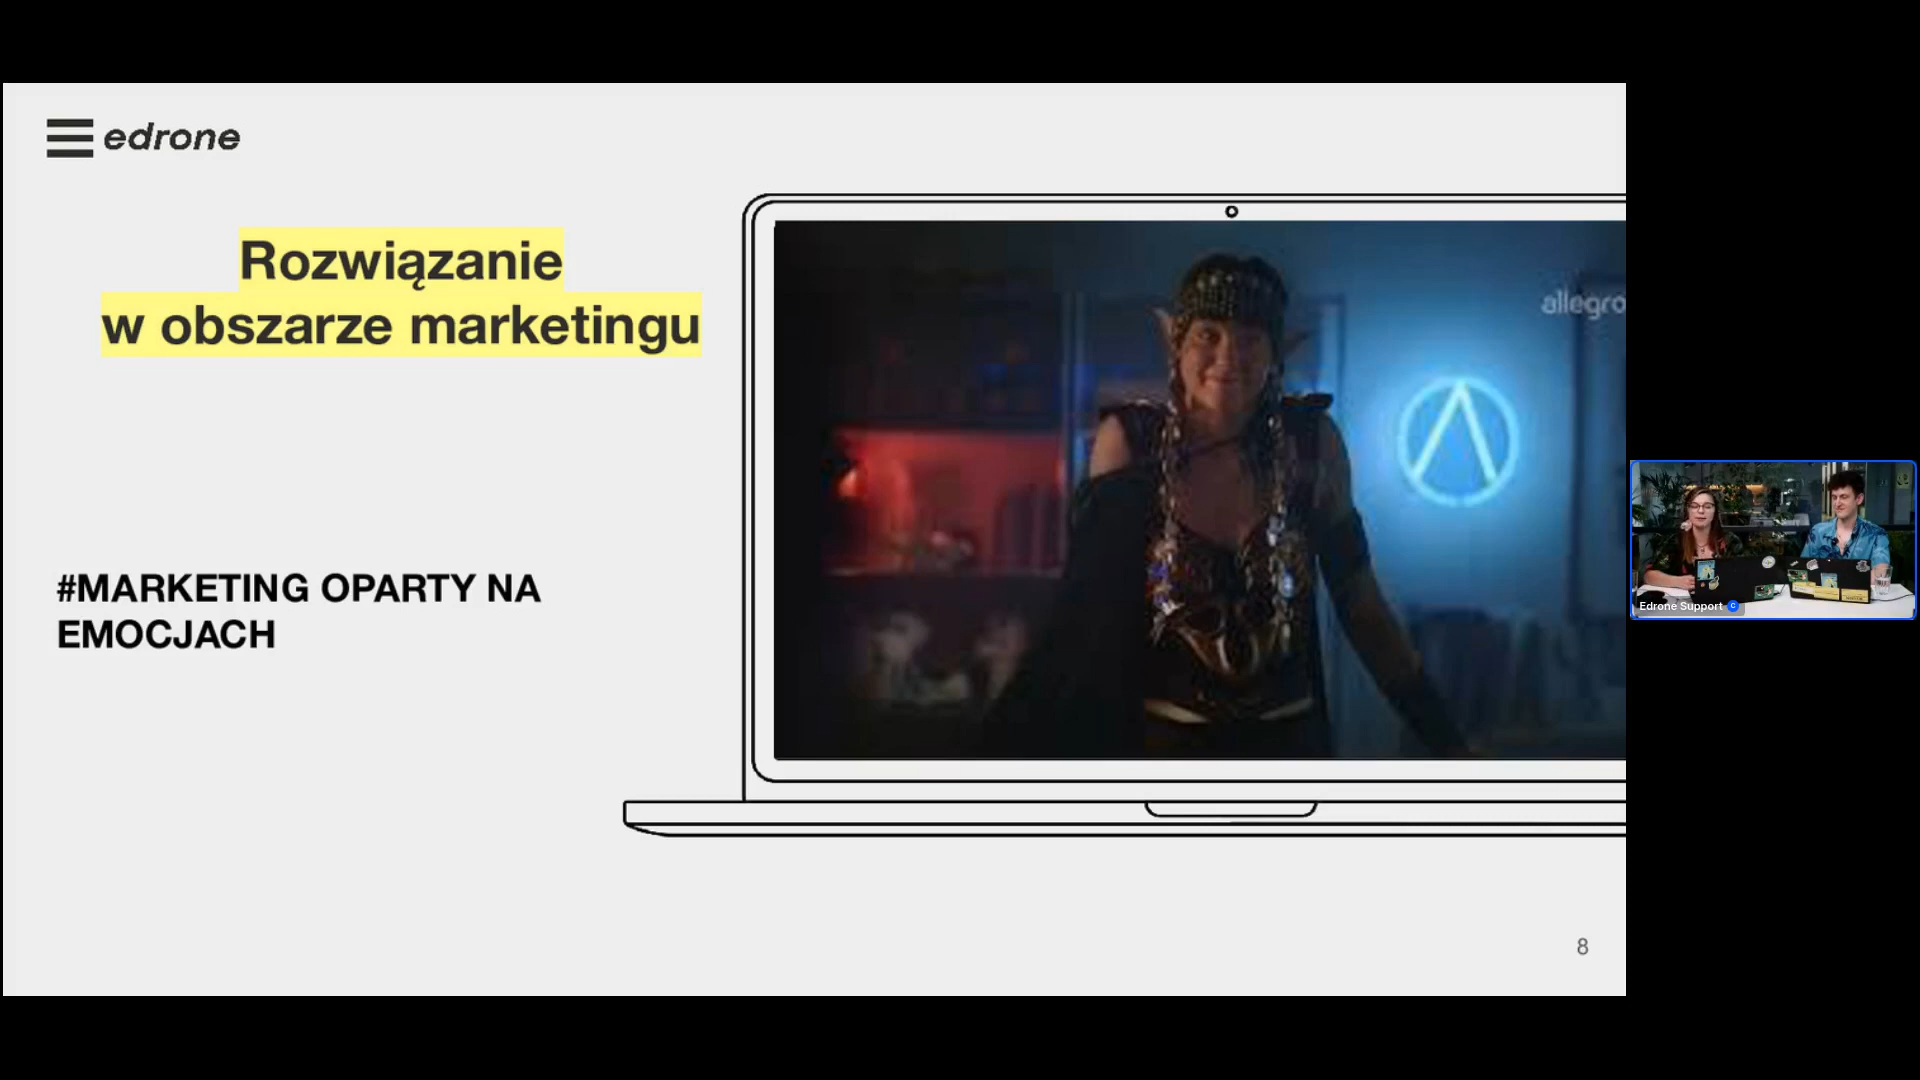 edrone
Rozwiązanie
w obszarze marketingu
allegro
#MARKETING OPARTY NA
EMOCJACH
8
Edrone Support